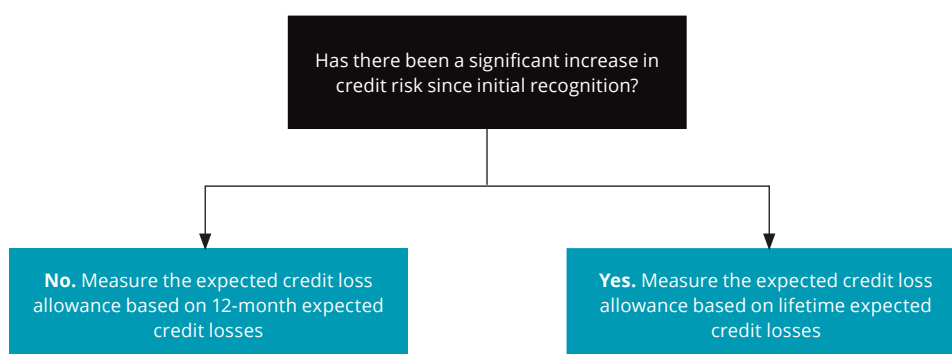 Has there been a significant increase in
credit risk since initial recognition?
No. Measure the expected credit loss
allowance based on 12-month expected
credit losses
Yes. Measure the expected credit loss
allowance based on lifetime expected
credit losses